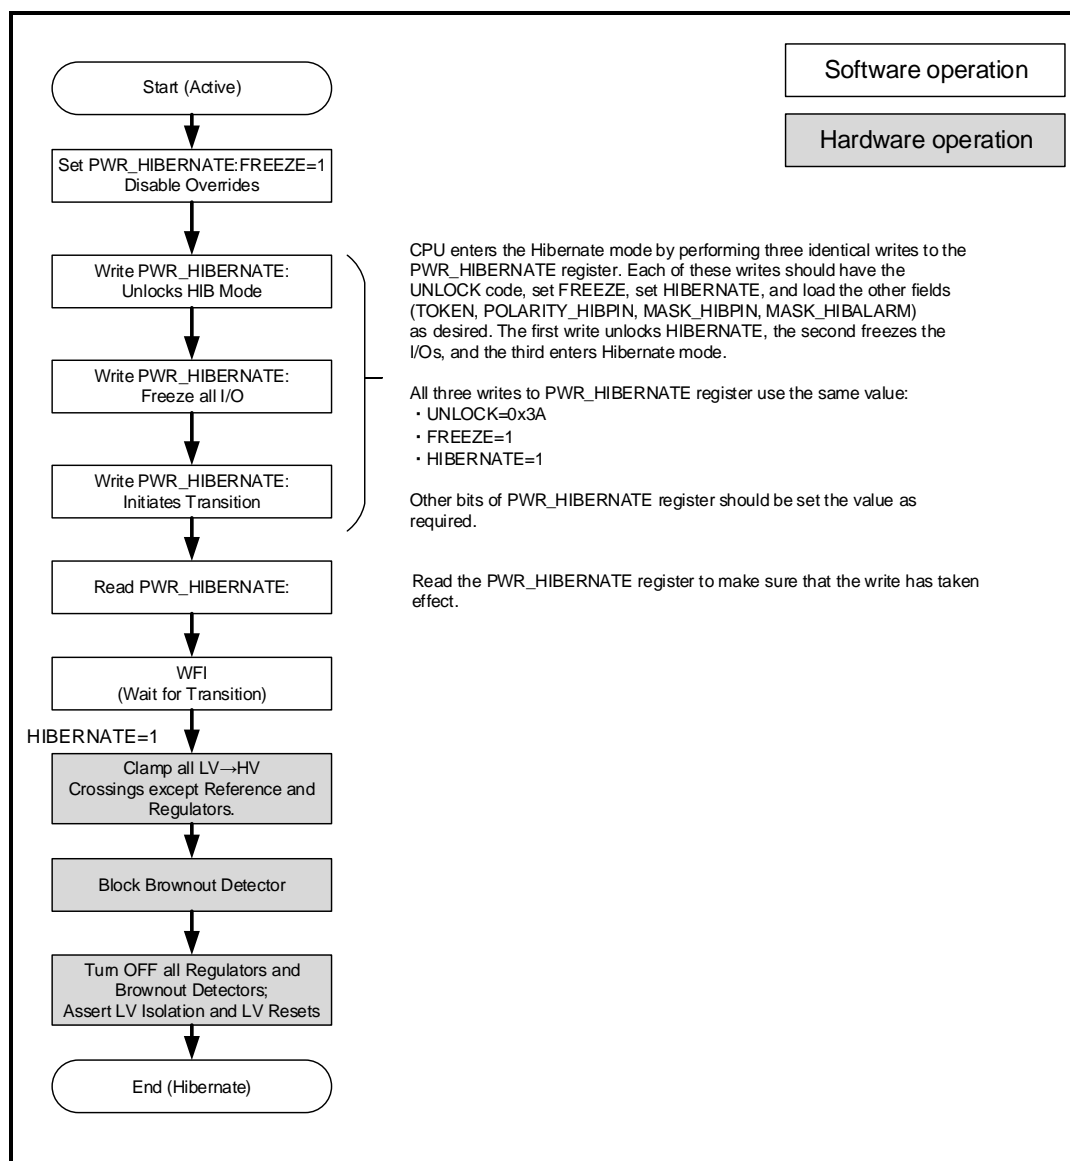 Start (Active)
Software operation
Hardware operation
Set PWR_HIBERNATE:FREEZE=1
Disable Overrides
Write PWR_HIBERNATE:
Unlocks HIB Mode
Write PWR_HIBERNATE:
Freeze all I/O
Write PWR_HIBERNATE:
Initiates Transition
CPU enters the Hibernate mode by performing three identical writes to the
PWR_HIBERNATE register. Each of these writes should have the
UNLOCK code, set FREEZE, set HIBERNATE, and load the other fields
(TOKEN, POLARITY_HIBPIN, MASK_HIBPIN, MASK_HIBALARM)
as desired. The first write unlocks HIBERNATE, the second freezes the
I/Os, and the third enters Hibernate mode.
All three writes to PWR_HIBERNATE register use the same value:
・UNLOCK=0x3A
・FREEZE=1
・HIBERNATE=1
Other bits of PWR_HIBERNATE register should be set the value as
required.
Read PWR_HIBERNATE:
Read the PWR_HIBERNATE register to make sure that the write has taken
effect.
WFI
(Wait for Transition)
HIBERNATE=1
Clamp all LV→HV
Crossings except Reference and
Regulators.
Block Brownout Detector
Turn OFF all Regulators and
Brownout Detectors;
Assert LV Isolation and LV Resets
End (Hibernate)